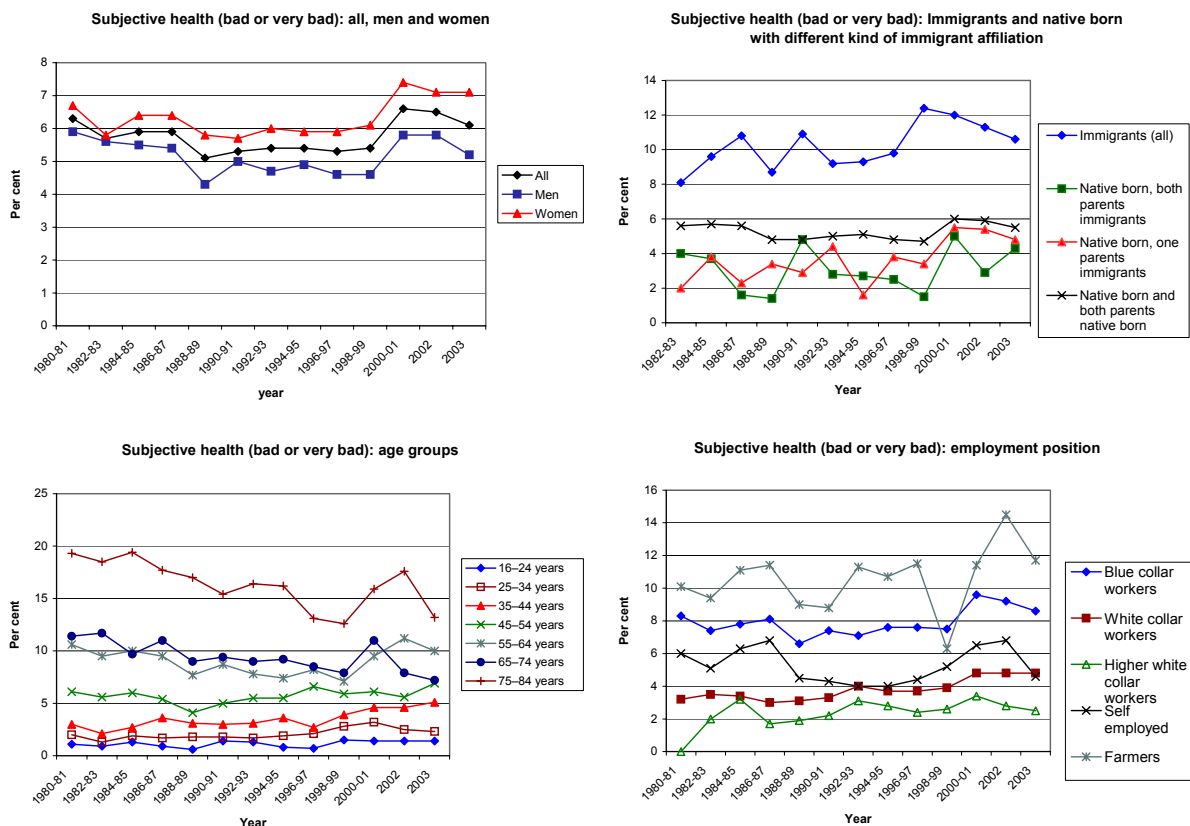 Subjective health (bad or very bad): all, men and women
8
7
6
5
4
3
2
1
0
Per cent
1980-81
1982-83
1984-85
1986-87
1988-89
1990-91
1992-93
1994-95
1996-97
1998-99
2000-01
2002
2003
year
All
Men
Women
Subjective health (bad or very bad): Immigrants and native born
with different kind of immigrant affiliation
14
12
10
8
6
4
2
0
Per cent
1982-83
1984-85
1986-87
1988-89
1990-91
1992-93
1994-95
1996-97
1998-99
2000-01
2002
2003
Year
Immigrants (all)
Native born, both
parents
immigrants
Native born, one
parents
immigrants
Native born and
both parents
native born
Subjective health (bad or very bad): age groups
25
20
15
10
5
0
Per cent
1980-81
1982-83
1984-85
1986-87
1988-89
1990-91
1992-93
1994-95
1996-97
1998-99
2000-01
2002
2003
Year
16–24 years
25–34 years
35–44 years
45–54 years
55–64 years
65–74 years
75–84 years
Subjective health (bad or very bad): employment position
16
14
12
10
8
6
4
2
0
Per cent
1980-81
1982-83
1984-85
1986-87
1988-89
1990-91
1992-93
1994-95
1996-97
1998-99
2000-01
2002
2003
Year
Blue collar
workers
White collar
workers
Higher white
collar
workers
Self
employed
Farmers